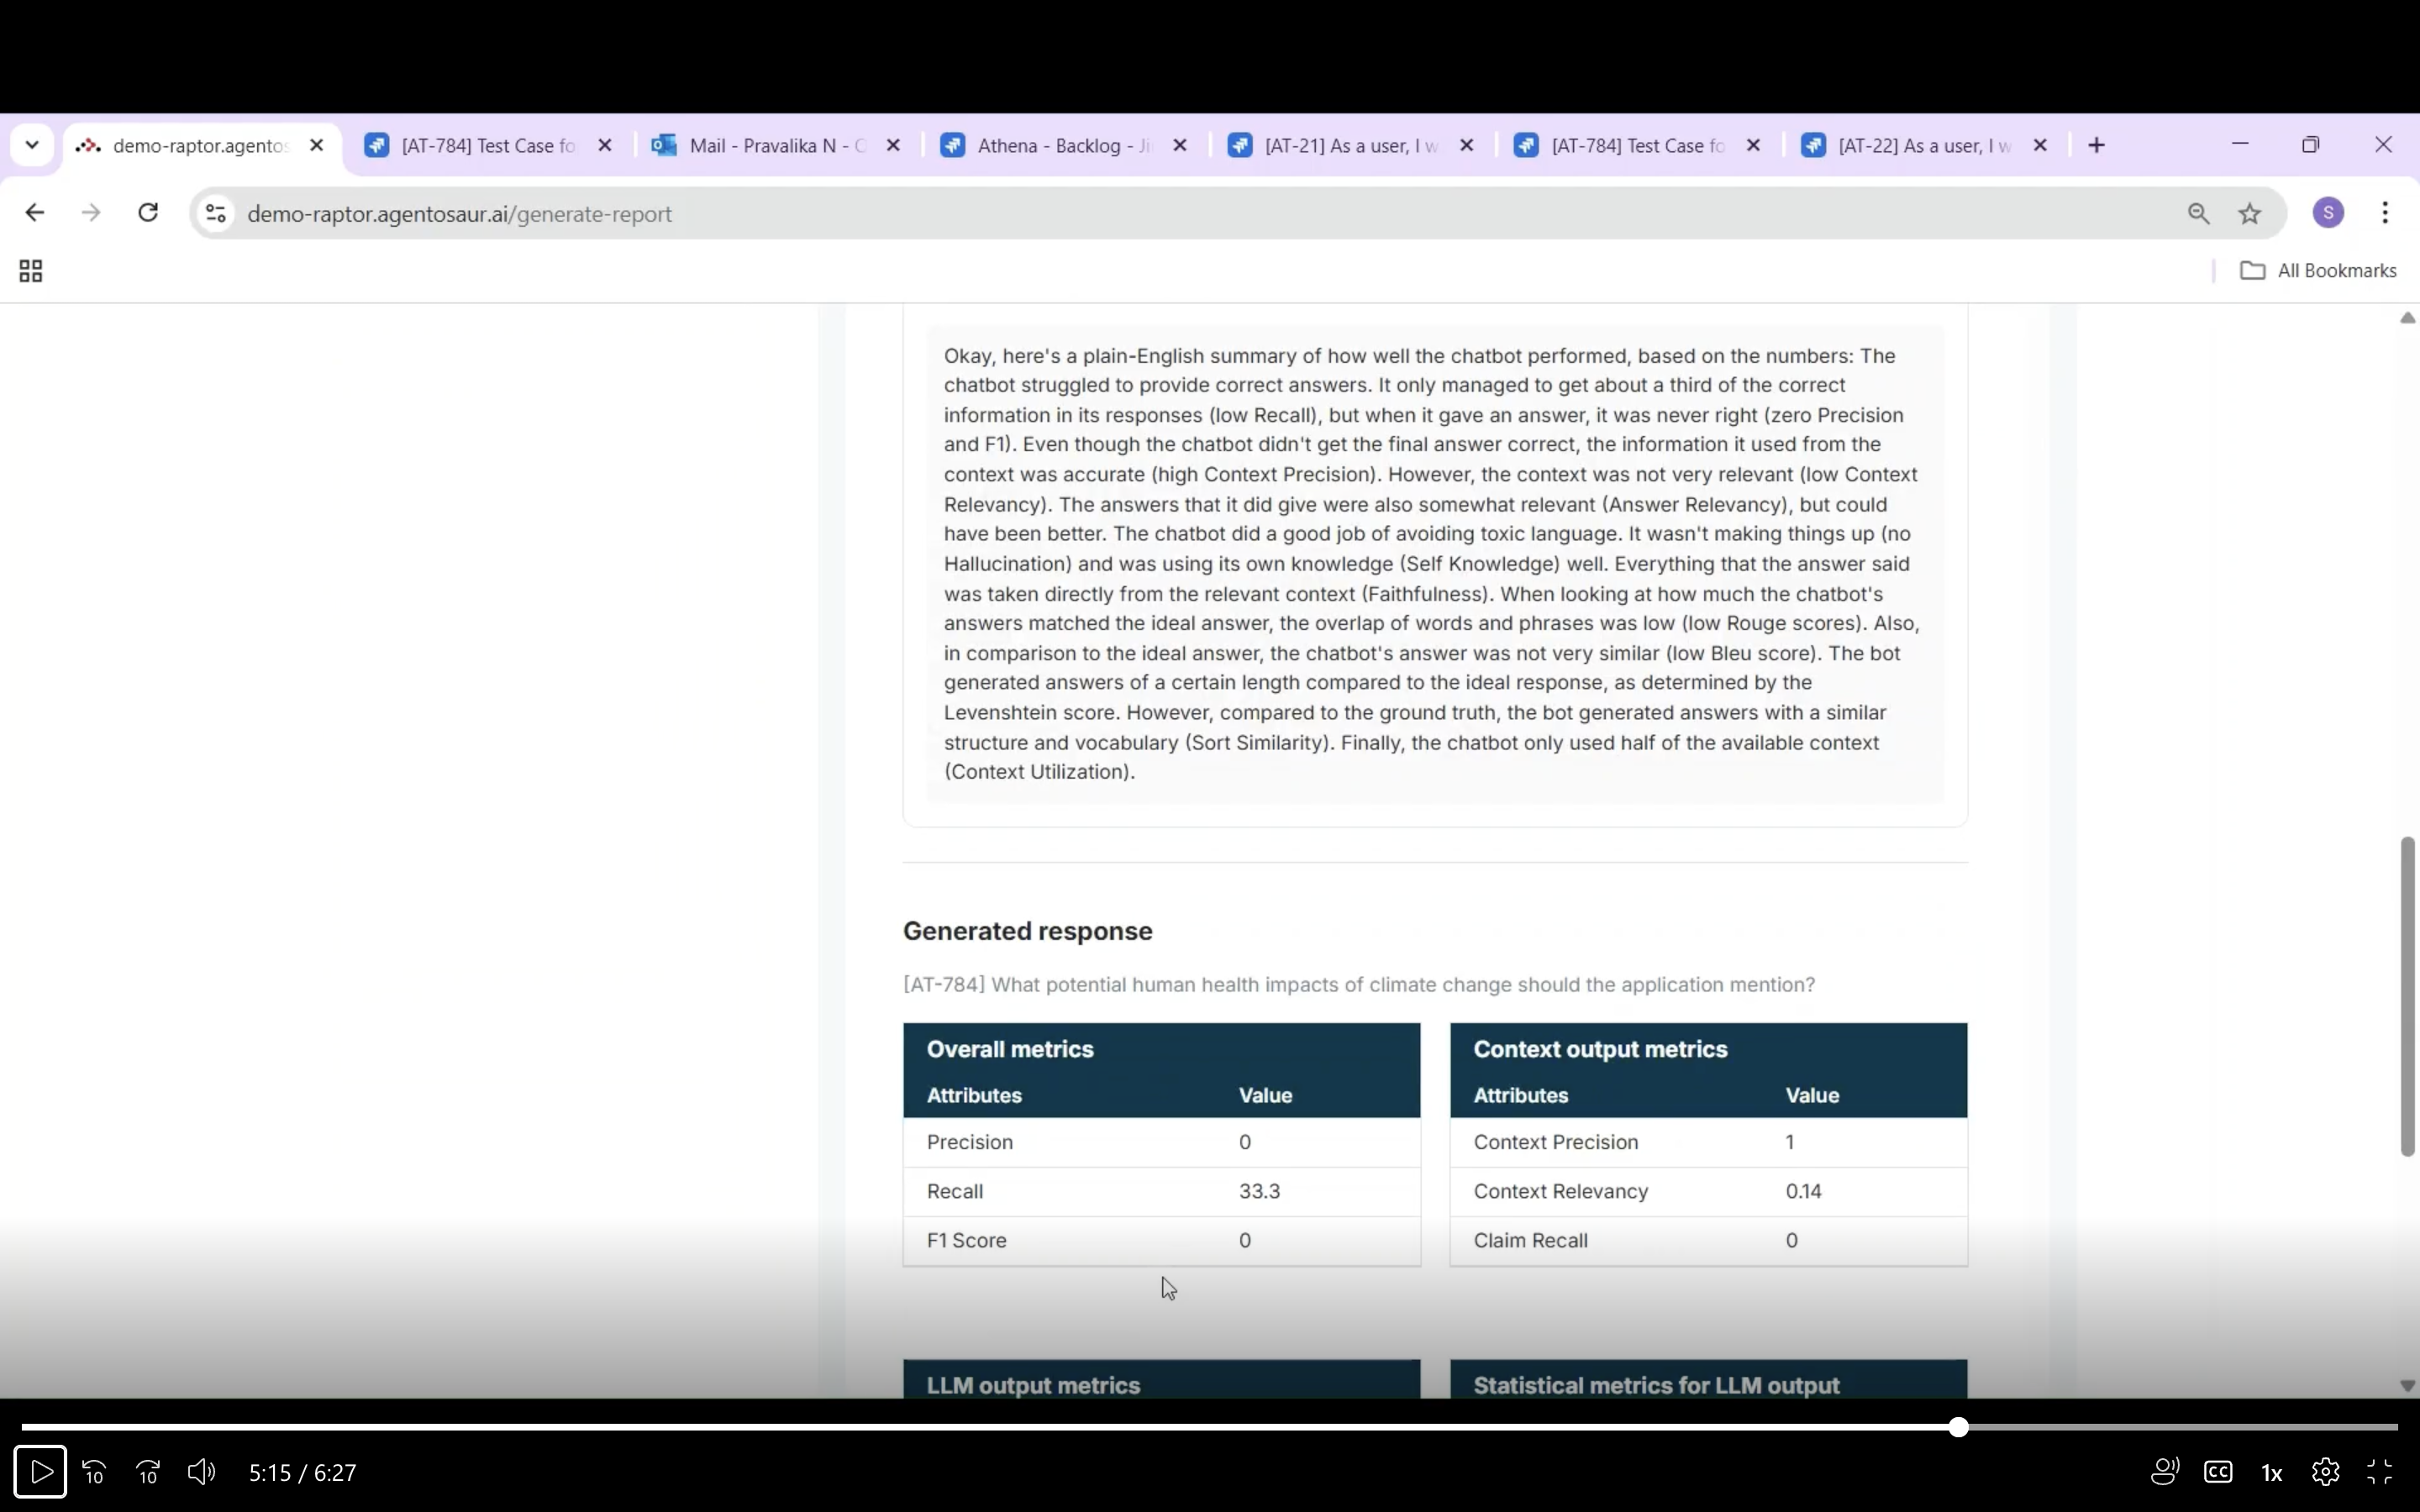 demo-raptor.agentos
[AT-784] Test Case fo
Mail - Pravalika N - C
Athena - Backlog - Ji
[AT-21] As a user, I w
[AT-784] Test Case fo
[AT-22] As a user, I w
demo-raptor.agentosaur.ai/generate-report
S
All Bookmarks
Okay, here's a plain-English summary of how well the chatbot performed, based on the numbers: The
chatbot struggled to provide correct answers. It only managed to get about a third of the correct
information in its responses (low Recall), but when it gave an answer, it was never right (zero Precision
and F1). Even though the chatbot didn't get the final answer correct, the information it used from the
context was accurate (high Context Precision). However, the context was not very relevant (low Context
Relevancy). The answers that it did give were also somewhat relevant (Answer Relevancy), but could
have been better. The chatbot did a good job of avoiding toxic language. It wasn't making things up (no
Hallucination) and was using its own knowledge (Self Knowledge) well. Everything that the answer said
was taken directly from the relevant context (Faithfulness). When looking at how much the chatbot's
answers matched the ideal answer, the overlap of words and phrases was low (low Rouge scores). Also,
in comparison to the ideal answer, the chatbot's answer was not very similar (low Bleu score). The bot
generated answers of a certain length compared to the ideal response, as determined by the
Levenshtein score. However, compared to the ground truth, the bot generated answers with a similar
structure and vocabulary (Sort Similarity). Finally, the chatbot only used half of the available context
(Context Utilization).
Generated response
[AT-784] What potential human health impacts of climate change should the application mention?
Overall metrics
Attributes Value
Precision 0
Recall 33.3
F1 Score 0
Context output metrics
Attributes Value
Context Precision 1
Context Relevancy 0.14
Claim Recall 0
LLM output metrics
Statistical metrics for LLM output
10
10
5:15 / 6:27
CC
1x